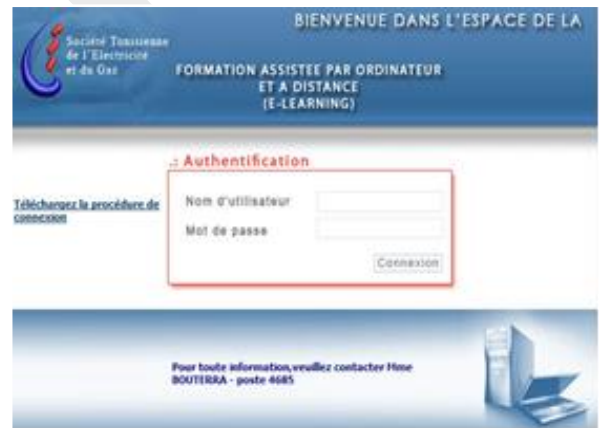 BIENVENUE DANS L'ESPACE DE LA
Société Tunisienne
de l'Electricité
et du Gaz
FORMATION ASSISTEE PAR ORDINATEUR
ET A DISTANCE
(E-LEARNING)
.: Authentification
Téléchargez la procédure de
connexion
Nom d'utilisateur
Mot de passe
Connexion
Pour toute information,veuillez contacter Mme
BOUTERRA - poste 4685